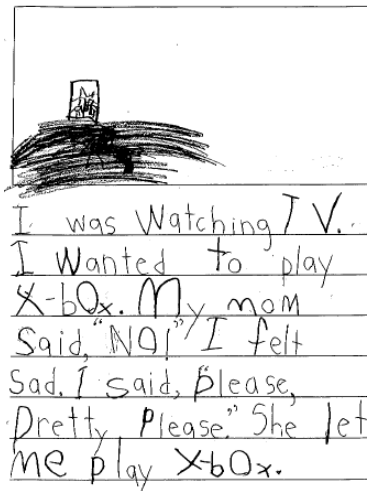 I was Watching TV.
I Wanted to play
X-bOx. My mom
Said, "NO!" I felt
Sad. I said, Please,
Pretty Please." She let
Me play XbOx.